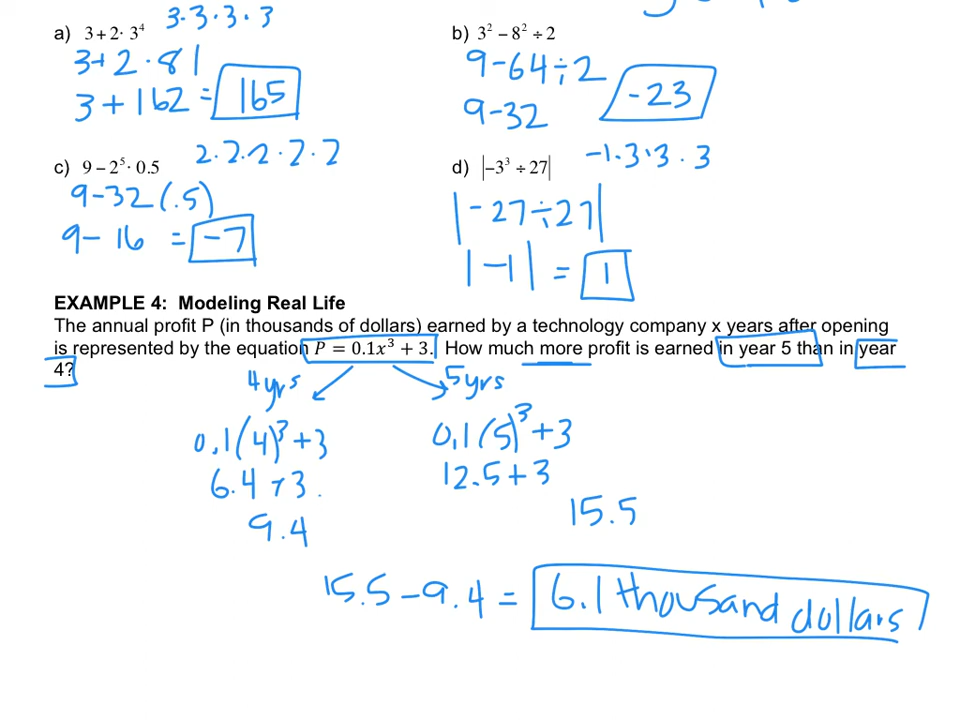 a) 3 + 2 · 3⁴ 3·3·3·3
3+2·81
3+162 = 165
b) 3² − 8² ÷ 2
9-64÷2
9-32 -23
c) 9 − 2⁵ · 0.5 2·2·2·2·2
9-32(.5)
9-16 = -7
d) |−3³ ÷ 27| -1·3·3·3
|-27÷27|
|-1| = 1
EXAMPLE 4: Modeling Real Life
The annual profit P (in thousands of dollars) earned by a technology company x years after opening
is represented by the equation P = 0.1x³ + 3. How much more profit is earned in year 5 than in year
4?
4yrs 5yrs
0.1(4)³+3 0.1(5)³+3
6.4+3 12.5+3
9.4 15.5
15.5-9.4 = 6.1 thousand dollars